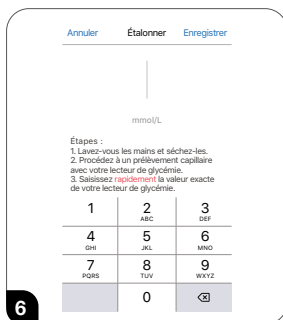 Annuler Étalonner Enregistrer
mmol/L
Étapes :
1. Lavez-vous les mains et séchez-les.
2. Procédez à un prélèvement capillaire
avec votre lecteur de glycémie.
3. Saisissez rapidement la valeur exacte
de votre lecteur de glycémie.
1 2 3
ABC DEF
4 5 6
GHI JKL MNO
7 8 9
PQRS TUV WXYZ
0
6